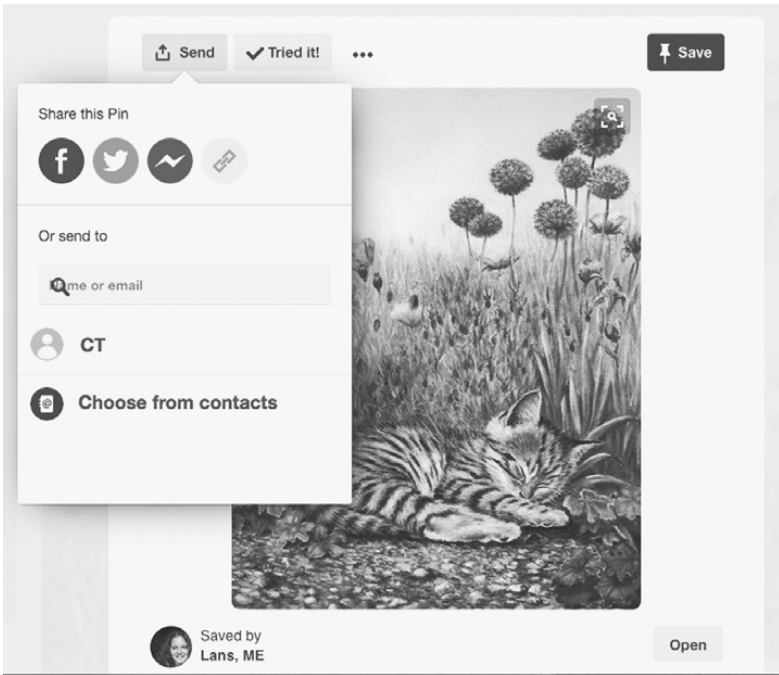 Send
Tried it!
Save
Share this Pin
Or send to
me or email
CT
Choose from contacts
Saved by
Lans, ME
Open